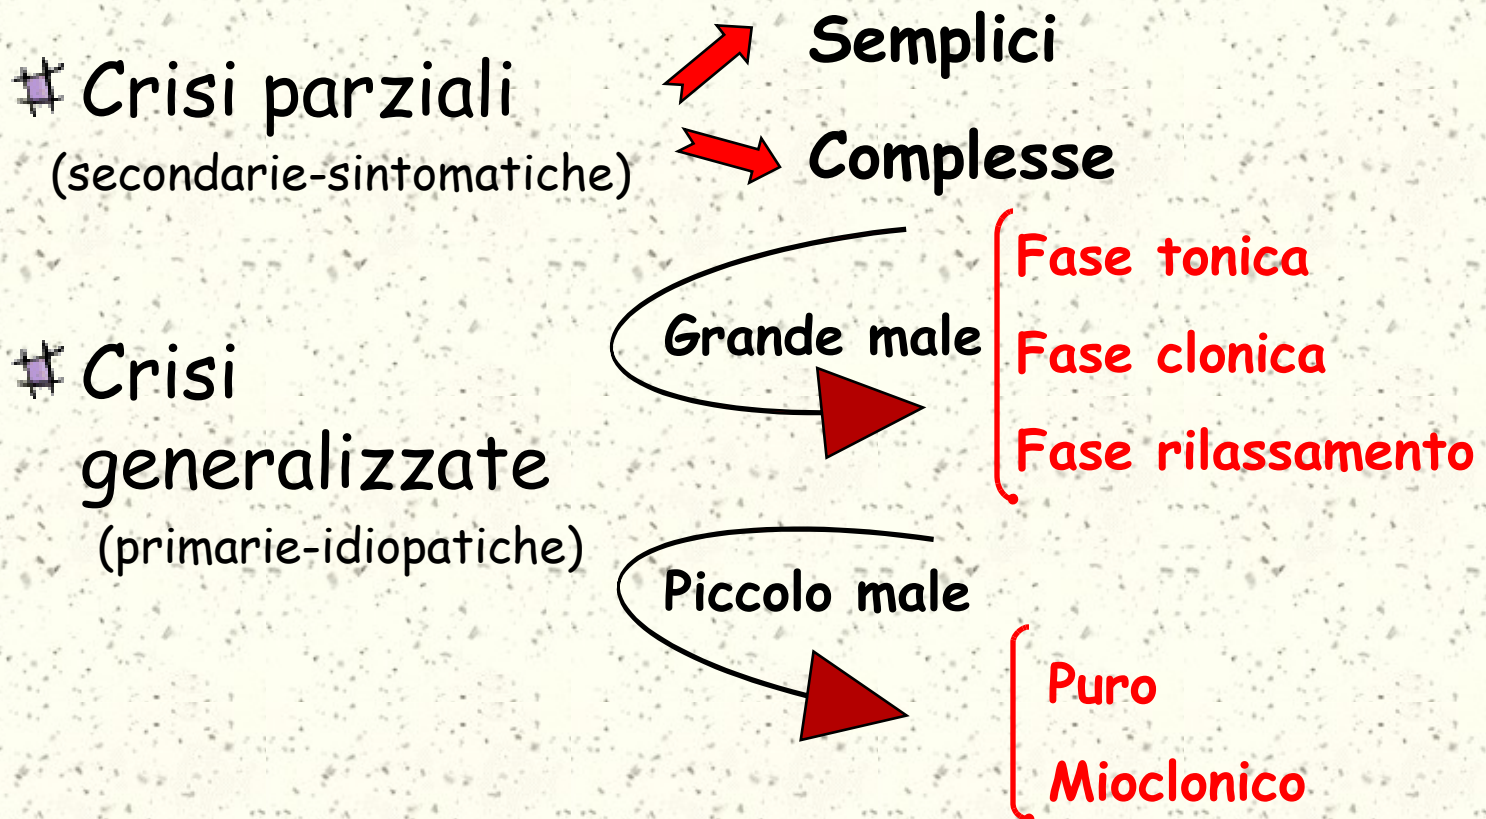 Crisi parziali
(secondarie-sintomatiche)
Semplici
Complesse
Crisi
generalizzate
(primarie-idiopatiche)
Grande male
Fase tonica
Fase clonica
Fase rilassamento
Piccolo male
Puro
Mioclonico